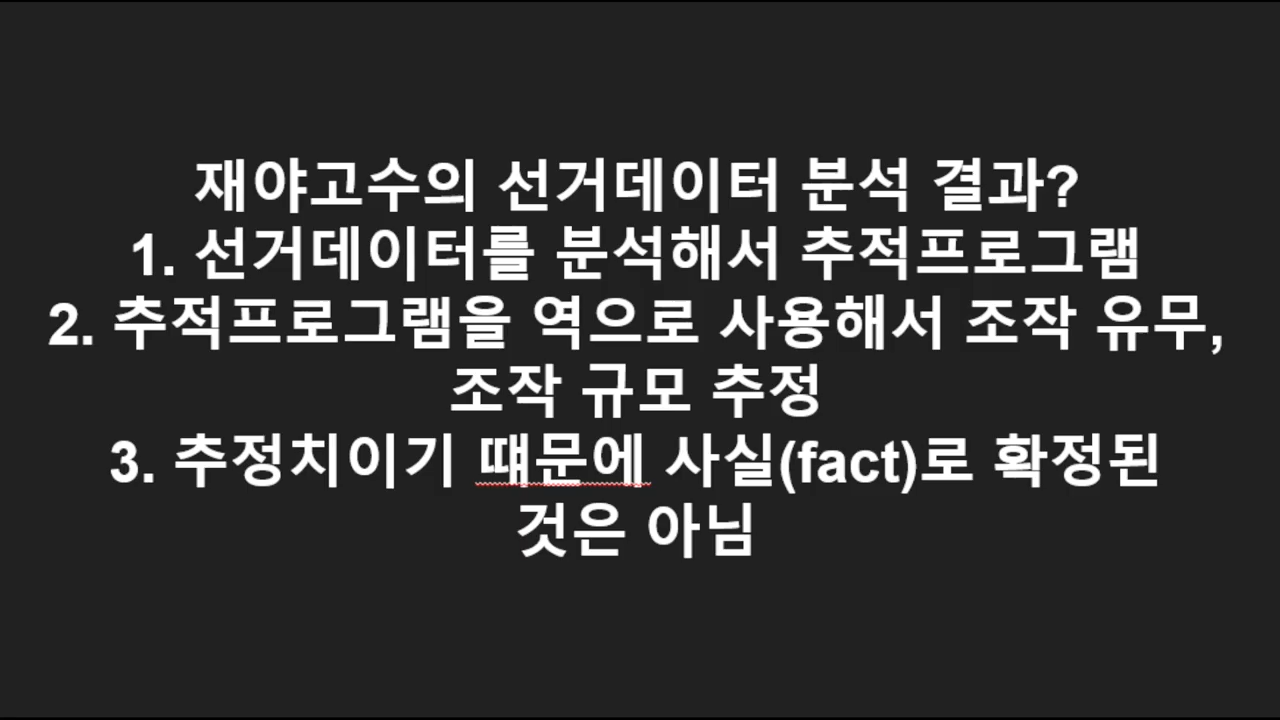 재야고수의 선거데이터 분석 결과?
1. 선거데이터를 분석해서 추적프로그램
2. 추적프로그램을 역으로 사용해서 조작 유무,
조작 규모 추정
3. 추정치이기 떄문에 사실(fact)로 확정된
것은 아님